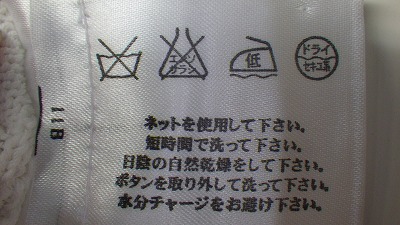 エンソ
サラシ
低
ドライ
セキユ系
11B
ネットを使用して下さい。
短時間で洗って下さい。
日陰の自然乾燥をして下さい。
ボタンを取り外して洗って下さい。
水分チャージをお避け下さい。